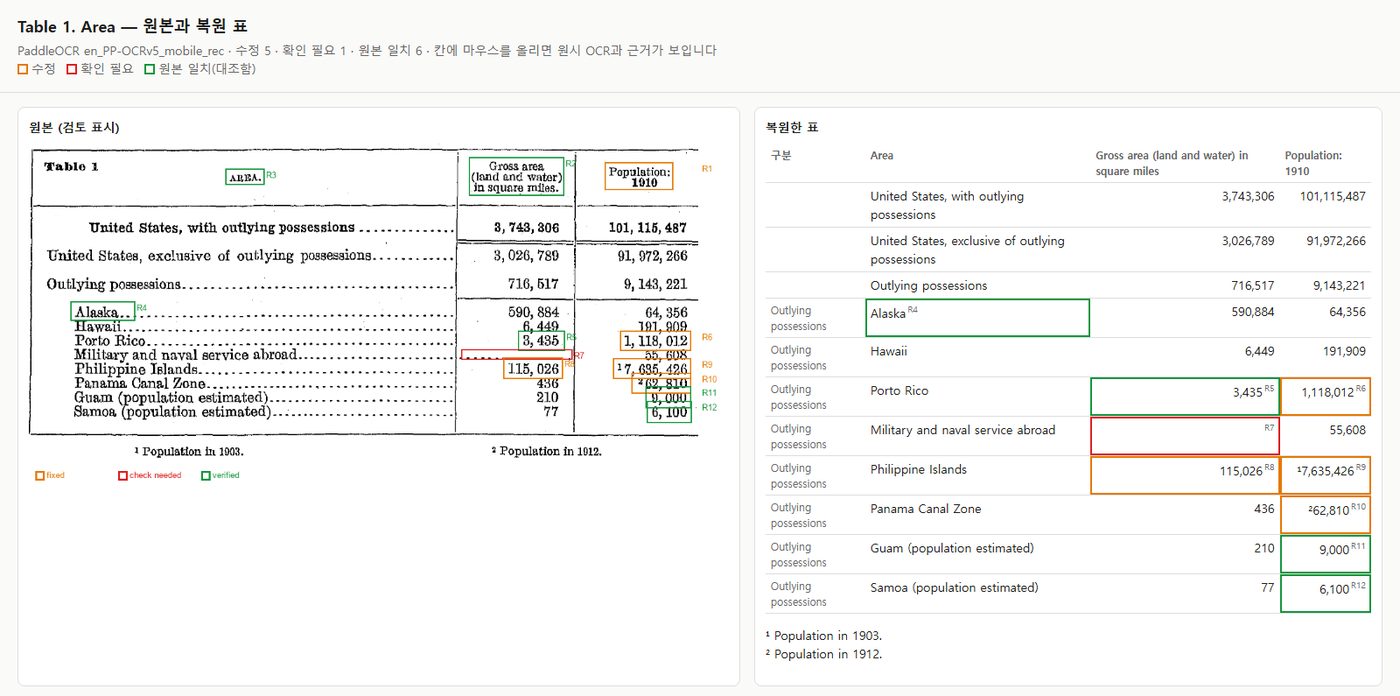 Table 1. Area — 원본과 복원 표
PaddleOCR en_PP-OCRv5_mobile_rec · 수정 5 · 확인 필요 1 · 원본 일치 6 · 칸에 마우스를 올리면 원시 OCR과 근거가 보입니다
수정 확인 필요 원본 일치(대조함)
원본 (검토 표시)
Table 1
AREA. R3
Gross area R2
(land and water)
in square miles.
Population: R1
1910
United States, with outlying possessions 3,743,306 101,115,487
United States, exclusive of outlying possessions 3,026,789 91,972,266
Outlying possessions 716,517 9,143,221
Alaska R4 590,884 64,356
Hawaii 6,449 191,909
Porto Rico 3,435 R5 1,118,012 R6
Military and naval service abroad R7 55,608
Philippine Islands 115,026 R8 ¹7,635,426 R9
Panama Canal Zone 436 ²62,810 R10
Guam (population estimated) 210 9,000 R11
Samoa (population estimated) 77 6,100 R12
¹ Population in 1903. ² Population in 1912.
fixed check needed verified
복원한 표
구분 Area Gross area (land and water) in square miles Population: 1910
United States, with outlying possessions 3,743,306 101,115,487
United States, exclusive of outlying possessions 3,026,789 91,972,266
Outlying possessions 716,517 9,143,221
Outlying possessions Alaska R4 590,884 64,356
Outlying possessions Hawaii 6,449 191,909
Outlying possessions Porto Rico 3,435 R5 1,118,012 R6
Outlying possessions Military and naval service abroad R7 55,608
Outlying possessions Philippine Islands 115,026 R8 ¹7,635,426 R9
Outlying possessions Panama Canal Zone 436 ²62,810 R10
Outlying possessions Guam (population estimated) 210 9,000 R11
Outlying possessions Samoa (population estimated) 77 6,100 R12
¹ Population in 1903.
² Population in 1912.